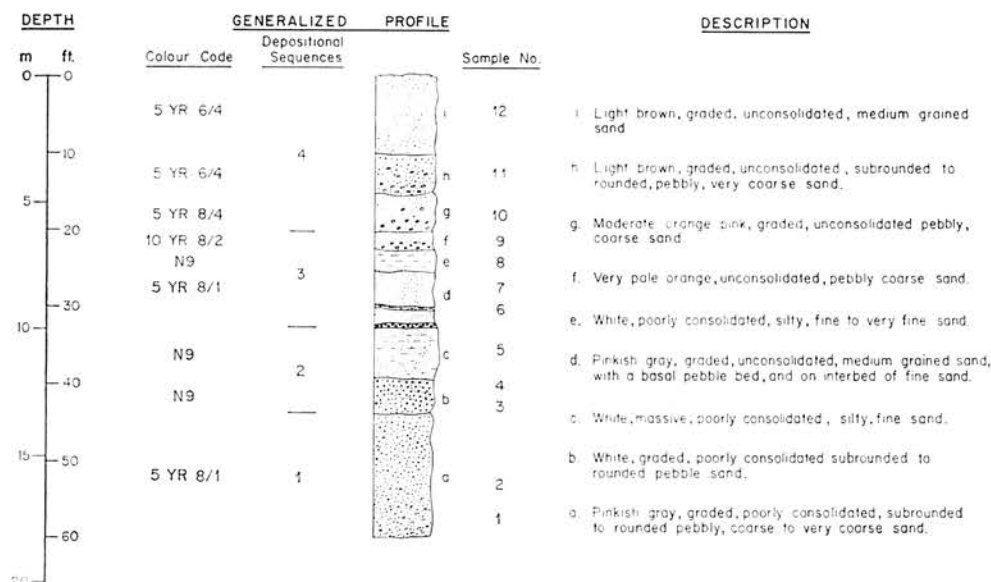 DEPTH
GENERALIZED PROFILE
DESCRIPTION
m ft.
Colour Code
Depositional
Sequences
Sample No.
0 0
10
5
20
30
10
40
15
50
60
20
5 YR 6/4
5 YR 6/4
5 YR 8/4
10 YR 8/2
N9
5 YR 8/1
N9
N9
5 YR 8/1
4
3
2
1
i
h
g
f
e
d
c
b
a
12
11
10
9
8
7
6
5
4
3
2
1
i. Light brown, graded, unconsolidated, medium grained
sand
h. Light brown, graded, unconsolidated, subrounded to
rounded, pebbly, very coarse sand.
g. Moderate orange pink, graded, unconsolidated pebbly,
coarse sand.
f. Very pale orange, unconsolidated, pebbly coarse sand.
e. White, poorly consolidated, silty, fine to very fine sand.
d. Pinkish gray, graded, unconsolidated, medium grained sand,
with a basal pebble bed, and on interbed of fine sand.
c. White, massive, poorly consolidated, silty, fine sand.
b. White, graded, poorly consolidated subrounded to
rounded pebble sand.
a. Pinkish gray, graded, poorly consolidated, subrounded
to rounded pebbly, coarse to very coarse sand.